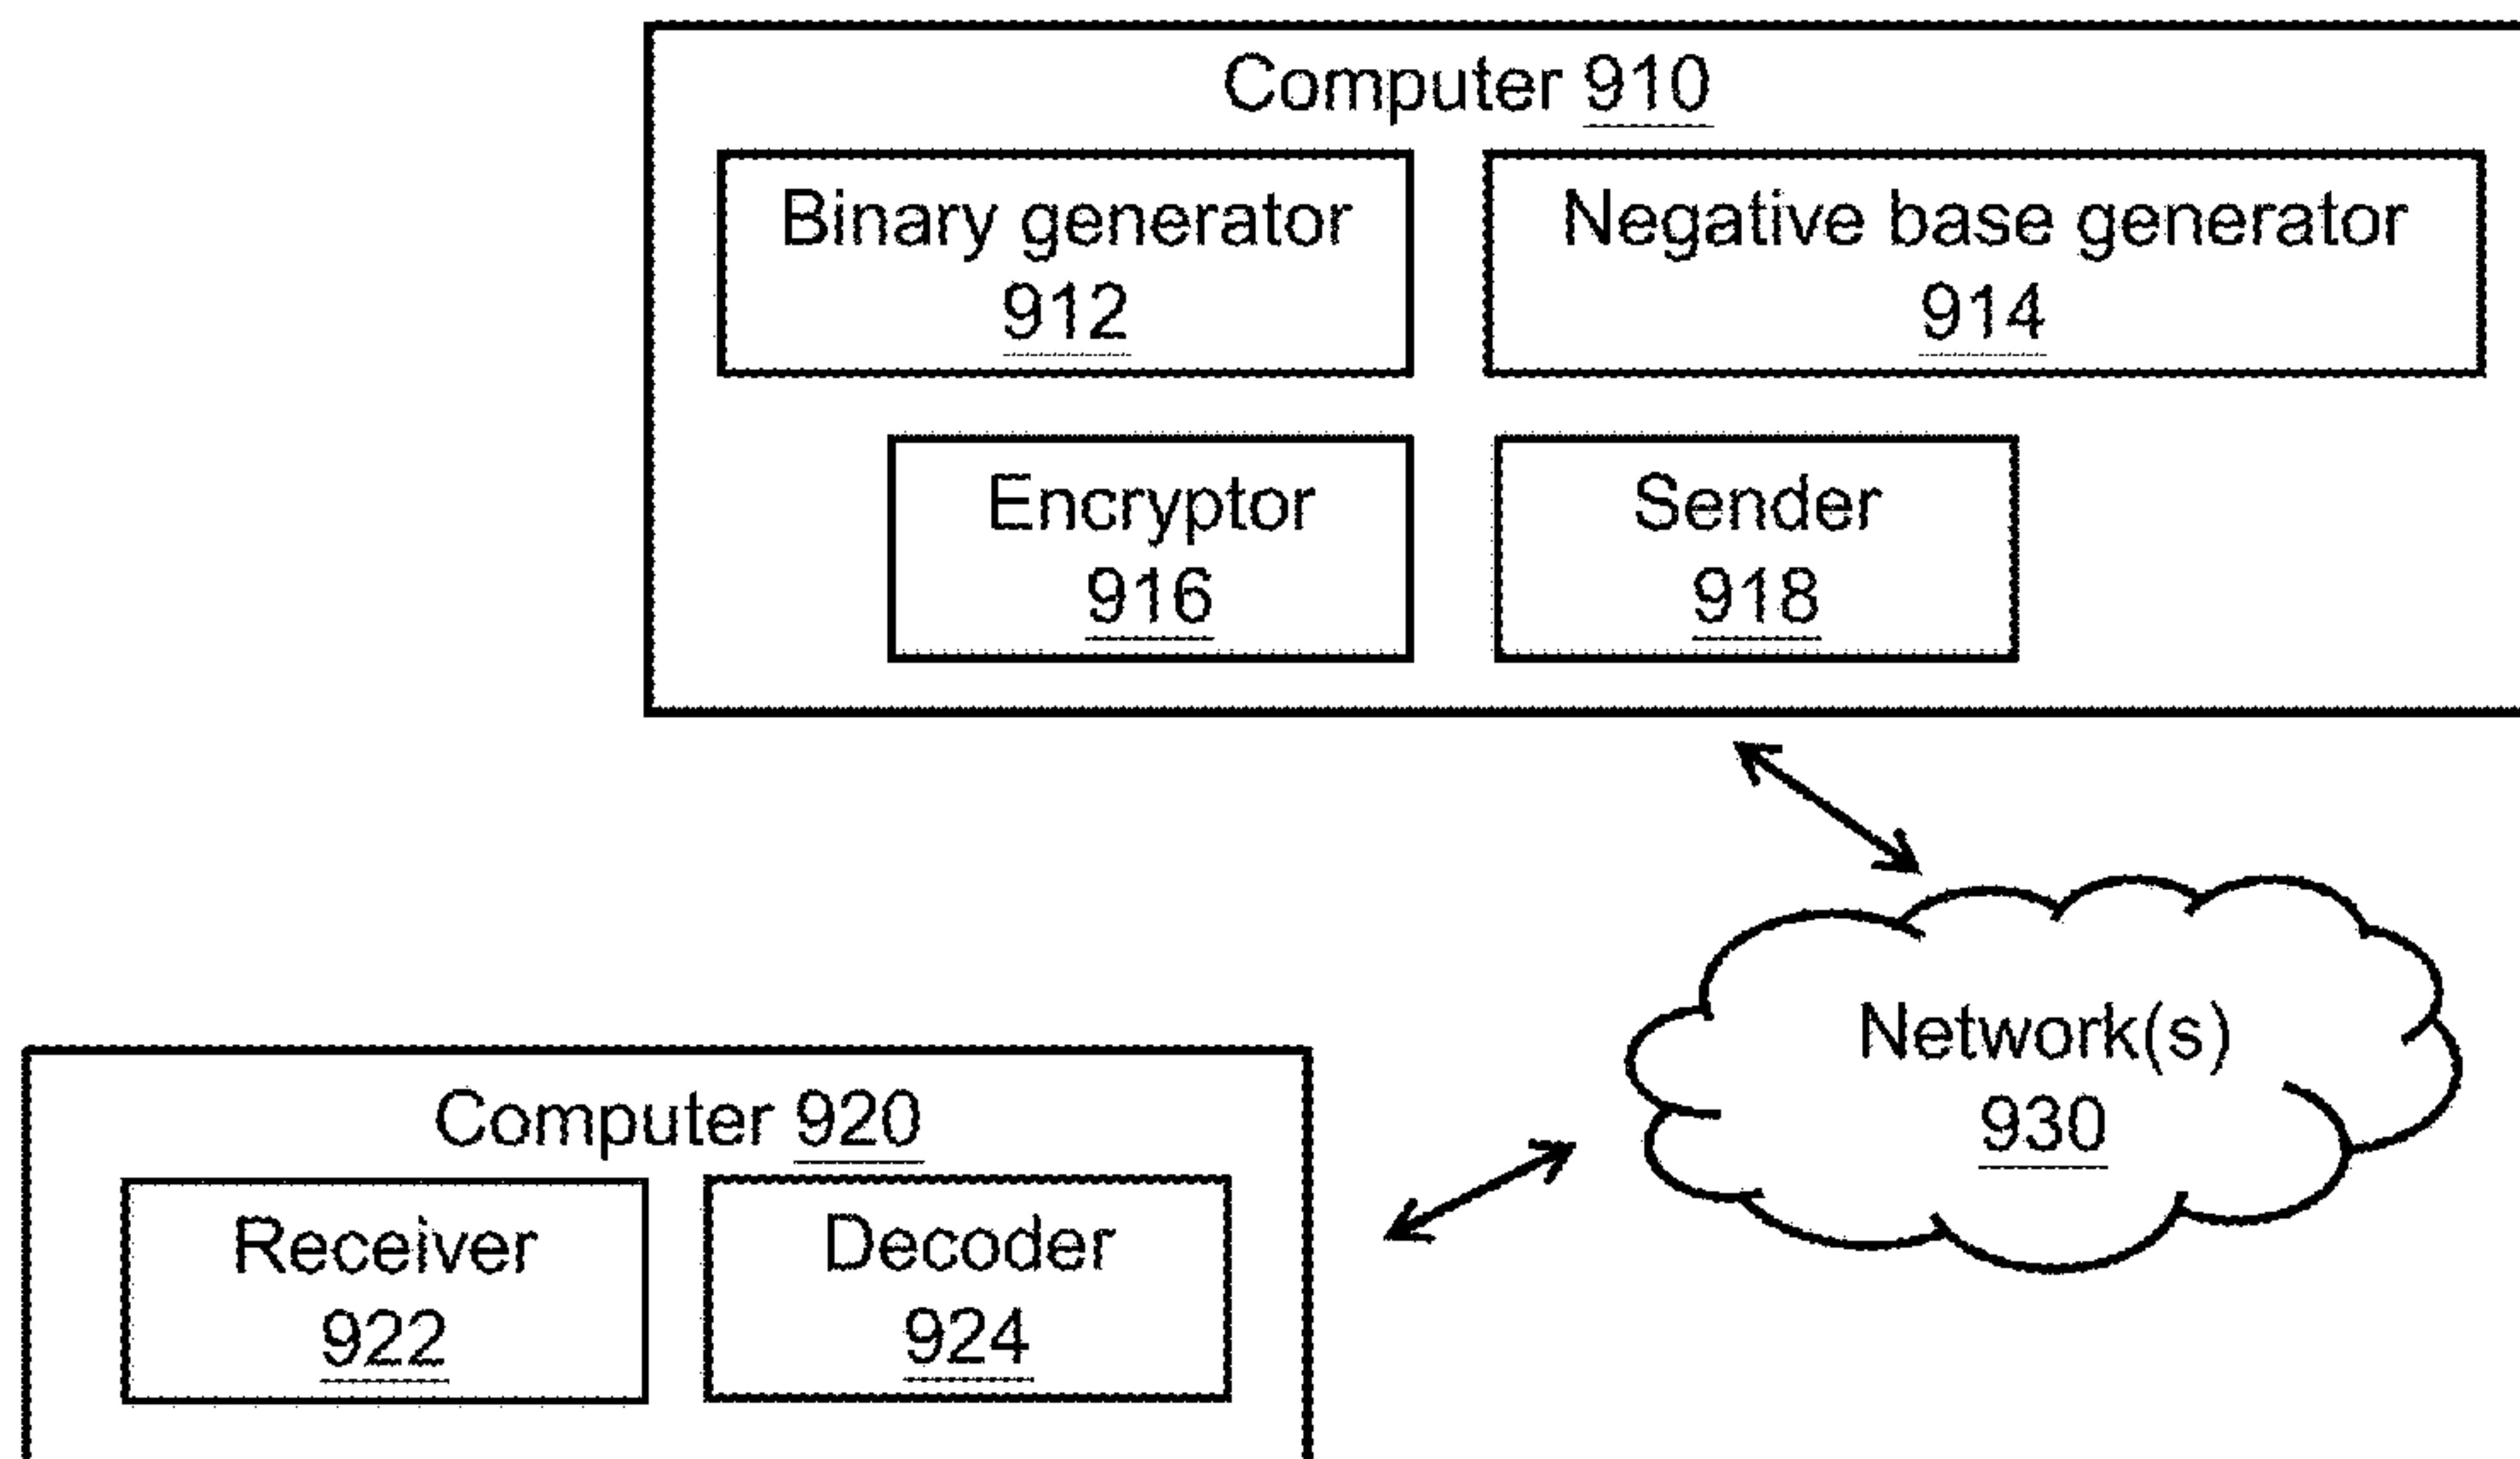 Computer 910
Binary generator
912
Negative base generator
914
Encryptor
916
Sender
918
Network(s)
930
Computer 920
Receiver
922
Decoder
924